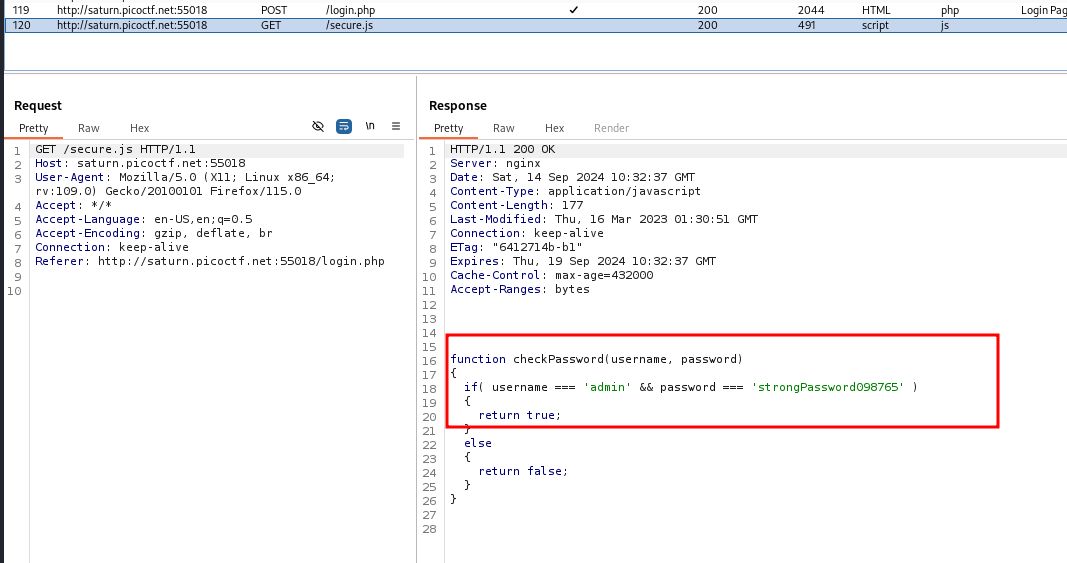 119 http://saturn.picoctf.net:55018 POST /login.php ✓ 200 2044 HTML php Login Pag
120 http://saturn.picoctf.net:55018 GET /secure.js 200 491 script js
Request
Pretty Raw Hex \n ≡
1 GET /secure.js HTTP/1.1
2 Host: saturn.picoctf.net:55018
3 User-Agent: Mozilla/5.0 (X11; Linux x86_64;
rv:109.0) Gecko/20100101 Firefox/115.0
4 Accept: */*
5 Accept-Language: en-US,en;q=0.5
6 Accept-Encoding: gzip, deflate, br
7 Connection: keep-alive
8 Referer: http://saturn.picoctf.net:55018/login.php
9
10
Response
Pretty Raw Hex Render
1 HTTP/1.1 200 OK
2 Server: nginx
3 Date: Sat, 14 Sep 2024 10:32:37 GMT
4 Content-Type: application/javascript
5 Content-Length: 177
6 Last-Modified: Thu, 16 Mar 2023 01:30:51 GMT
7 Connection: keep-alive
8 ETag: "6412714b-b1"
9 Expires: Thu, 19 Sep 2024 10:32:37 GMT
10 Cache-Control: max-age=432000
11 Accept-Ranges: bytes
12
13
14
15
16 function checkPassword(username, password)
17 {
18 if( username === 'admin' && password === 'strongPassword098765' )
19 {
20 return true;
21 }
22 else
23 {
24 return false;
25 }
26 }
27
28